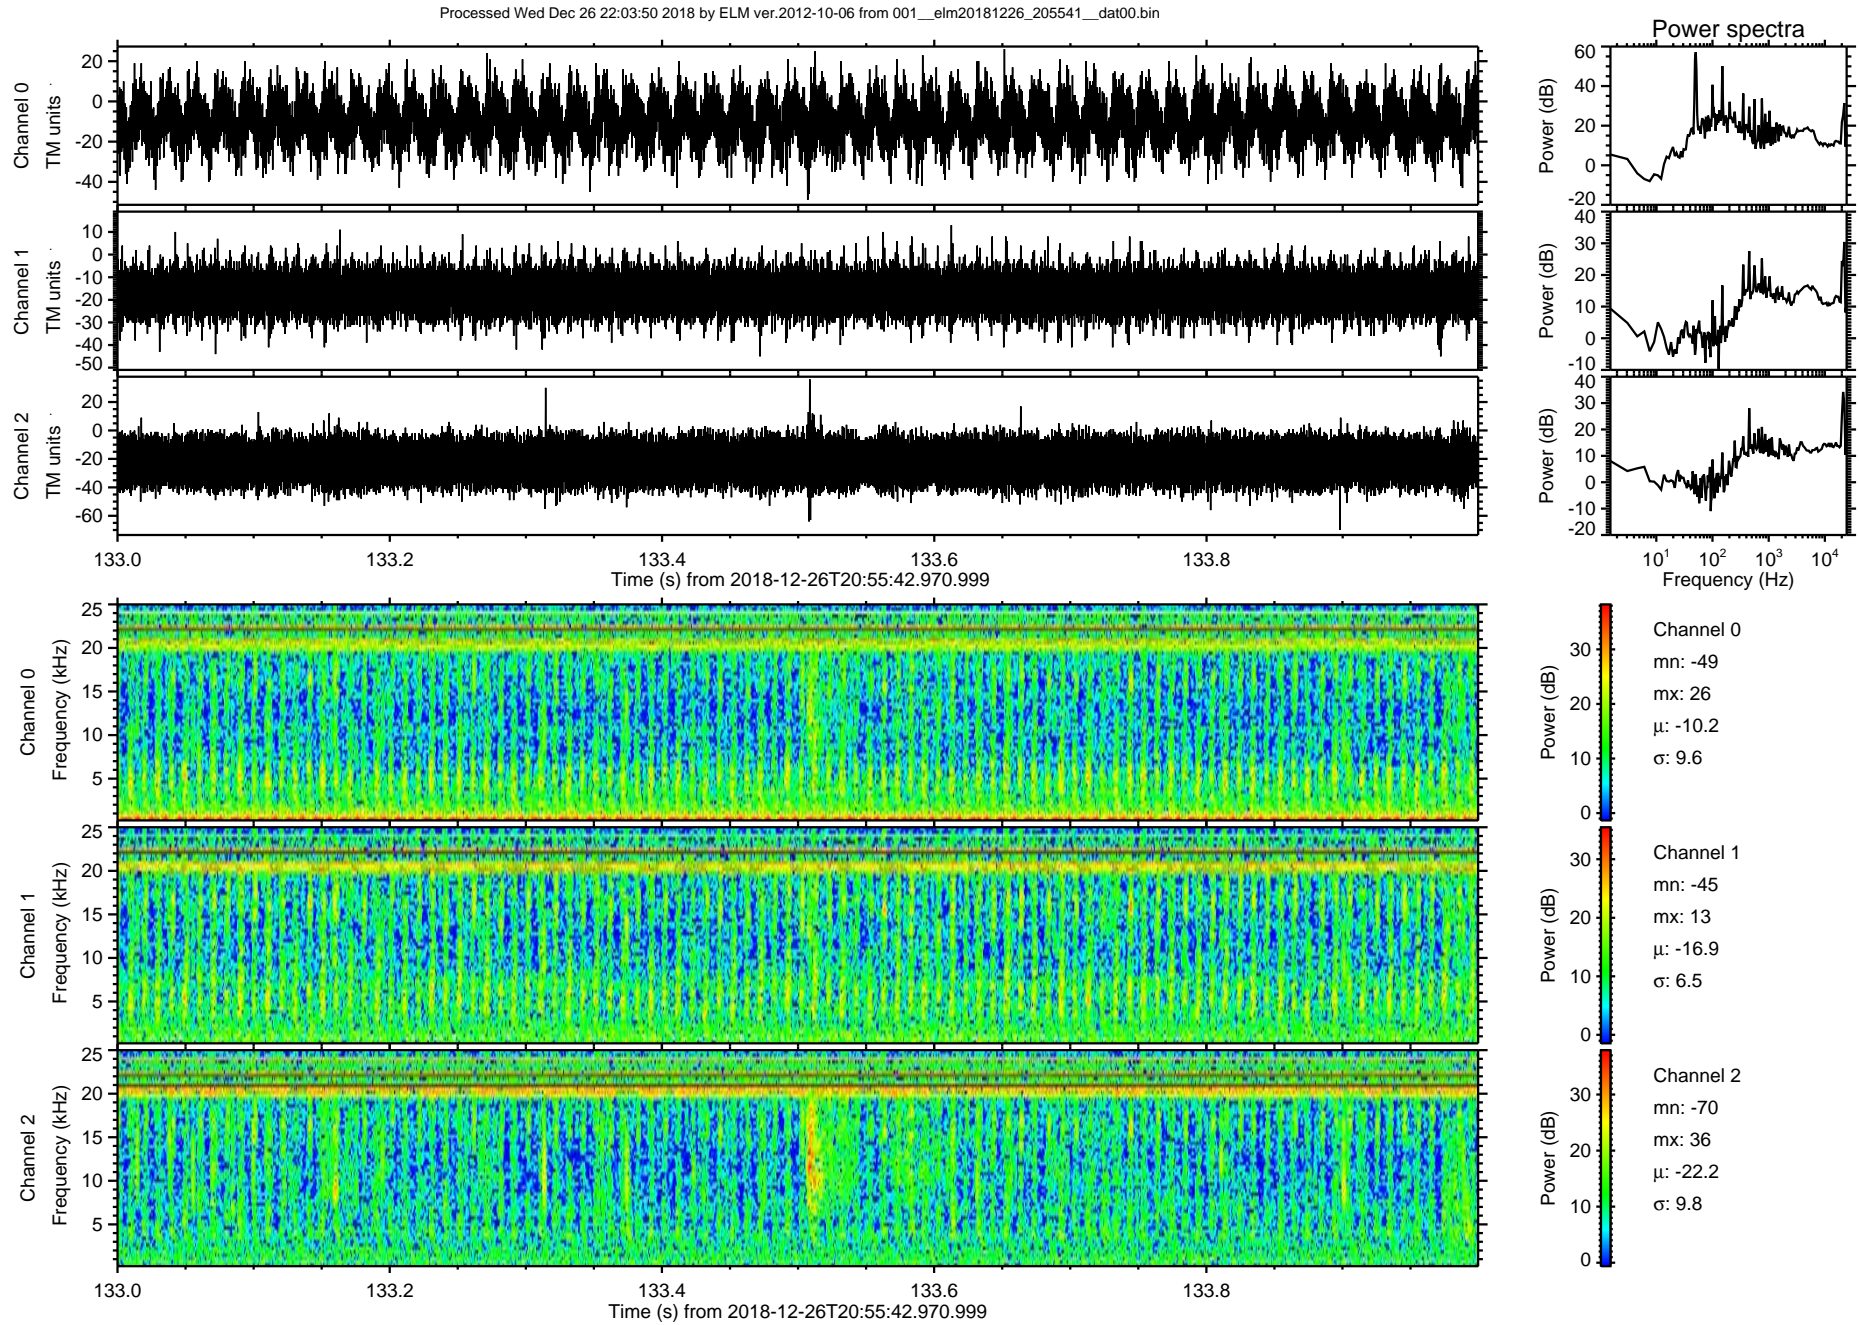 Processed Wed Dec 26 22:03:50 2018 by ELM ver.2012-10-06 from 001__elm20181226_205541__dat00.bin
Power spectra
Channel 0
TM units
20
0
-20
-40
Power (dB)
60
40
20
0
-20
Channel 1
TM units
10
0
-10
-20
-30
-40
-50
Power (dB)
40
30
20
10
0
-10
Channel 2
TM units
20
0
-20
-40
-60
Power (dB)
40
30
20
10
0
-10
-20
133.0 133.2 133.4 133.6 133.8
Time (s) from 2018-12-26T20:55:42.970.999
10^1 10^2 10^3 10^4
Frequency (Hz)
Channel 0
Frequency (kHz)
25
20
15
10
5
Power (dB)
30
20
10
0
Channel 0
mn: -49
mx: 26
μ: -10.2
σ: 9.6
Channel 1
Frequency (kHz)
25
20
15
10
5
Power (dB)
30
20
10
0
Channel 1
mn: -45
mx: 13
μ: -16.9
σ: 6.5
Channel 2
Frequency (kHz)
25
20
15
10
5
Power (dB)
30
20
10
0
Channel 2
mn: -70
mx: 36
μ: -22.2
σ: 9.8
133.0 133.2 133.4 133.6 133.8
Time (s) from 2018-12-26T20:55:42.970.999